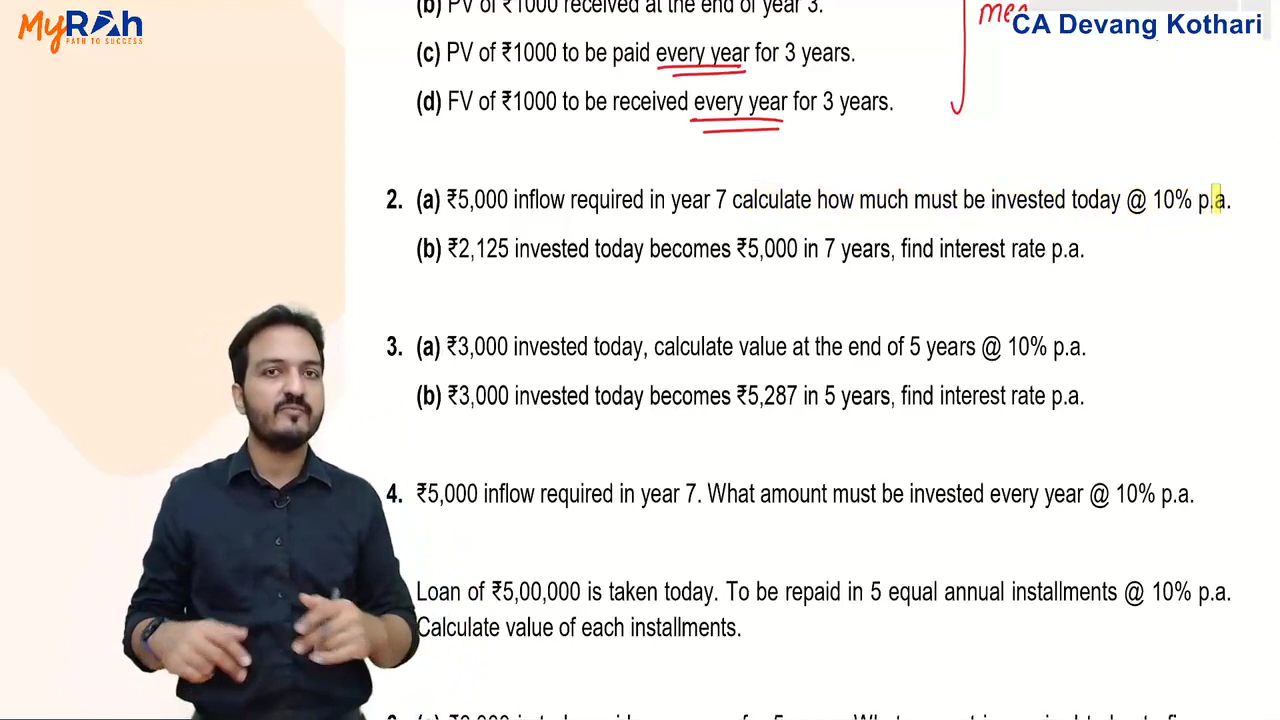 MyRAh
PATH TO SUCCESS
CA Devang Kothari
(b) PV of ₹1000 received at the end of year 3.
(c) PV of ₹1000 to be paid every year for 3 years.
(d) FV of ₹1000 to be received every year for 3 years.
2. (a) ₹5,000 inflow required in year 7 calculate how much must be invested today @ 10% p.a.
(b) ₹2,125 invested today becomes ₹5,000 in 7 years, find interest rate p.a.
3. (a) ₹3,000 invested today, calculate value at the end of 5 years @ 10% p.a.
(b) ₹3,000 invested today becomes ₹5,287 in 5 years, find interest rate p.a.
4. ₹5,000 inflow required in year 7. What amount must be invested every year @ 10% p.a.
Loan of ₹5,00,000 is taken today. To be repaid in 5 equal annual installments @ 10% p.a.
Calculate value of each installments.